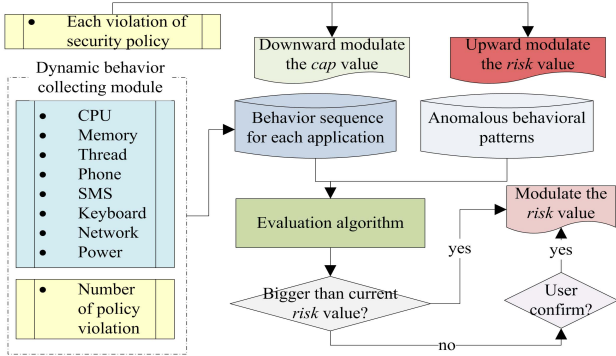 • Each violation of
security policy
Downward modulate
the cap value
Upward modulate
the risk value
Dynamic behavior
collecting module
• CPU
• Memory
• Thread
• Phone
• SMS
• Keyboard
• Network
• Power
• Number
of policy
violation
Behavior sequence
for each application
Anomalous behavioral
patterns
Evaluation algorithm
Modulate the
risk value
yes
yes
Bigger than current
risk value?
User
confirm?
no